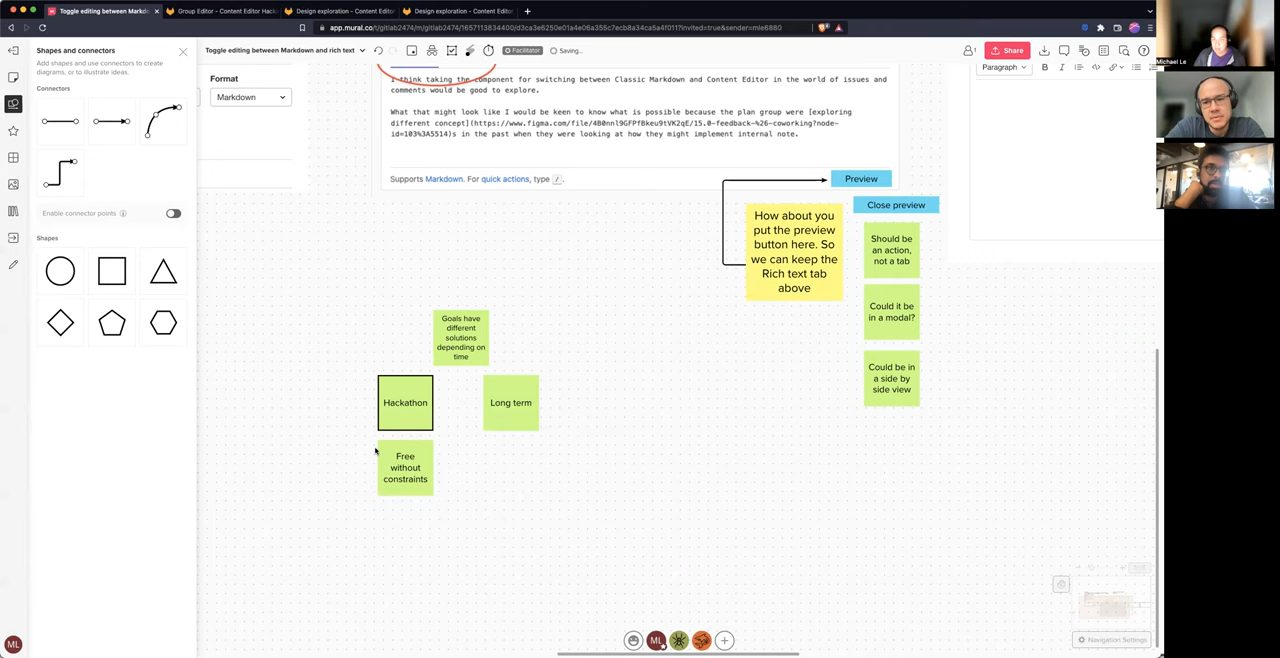 Toggle editing between Markdo
Group Editor - Content Editor Hack
Design exploration - Content Edit
Design exploration - Content Edit
app.mural.co/t/gitlab2474/m/gitlab2474/1657113834400/d3ca3e6250e01a4e06a355c7ecb8a34ca5a4f011?invited=true&sender=mle6860
Shapes and connectors
Add shapes and use connectors to create
diagrams, or to illustrate ideas.
Connectors
Enable connector points
Shapes
Toggle editing between Markdown and rich text
Facilitator
Saving...
1
Share
Michael Le
Format
Markdown
Paragraph
B
I
I think taking the component for switching between Classic Markdown and Content Editor in the world of issues and
comments would be good to explore.
What that might look like I would be keen to know what is possible because the plan group were [exploring
different concept](https://www.figma.com/file/4B0nnl9GFPfBkeu9tVK2qE/15.0-feedback-%26-coworking?node-
id=103%3A5514)s in the past when they were looking at how they might implement internal note.
Supports Markdown. For quick actions, type /.
Preview
Close preview
How about you
put the preview
button here. So
we can keep the
Rich text tab
above
Should be
an action,
not a tab
Could it be
in a modal?
Could be in
a side by
side view
Goals have
different
solutions
depending on
time
Hackathon
Long term
Free
without
constraints
ML
ML
Navigation Settings